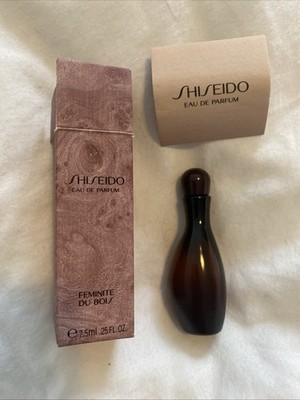 SHISEIDO
EAU DE PARFUM
SHISEIDO
EAU DE PARFUM
FEMINITE
DU BOIS
℮7.5ml .25 FL.OZ.